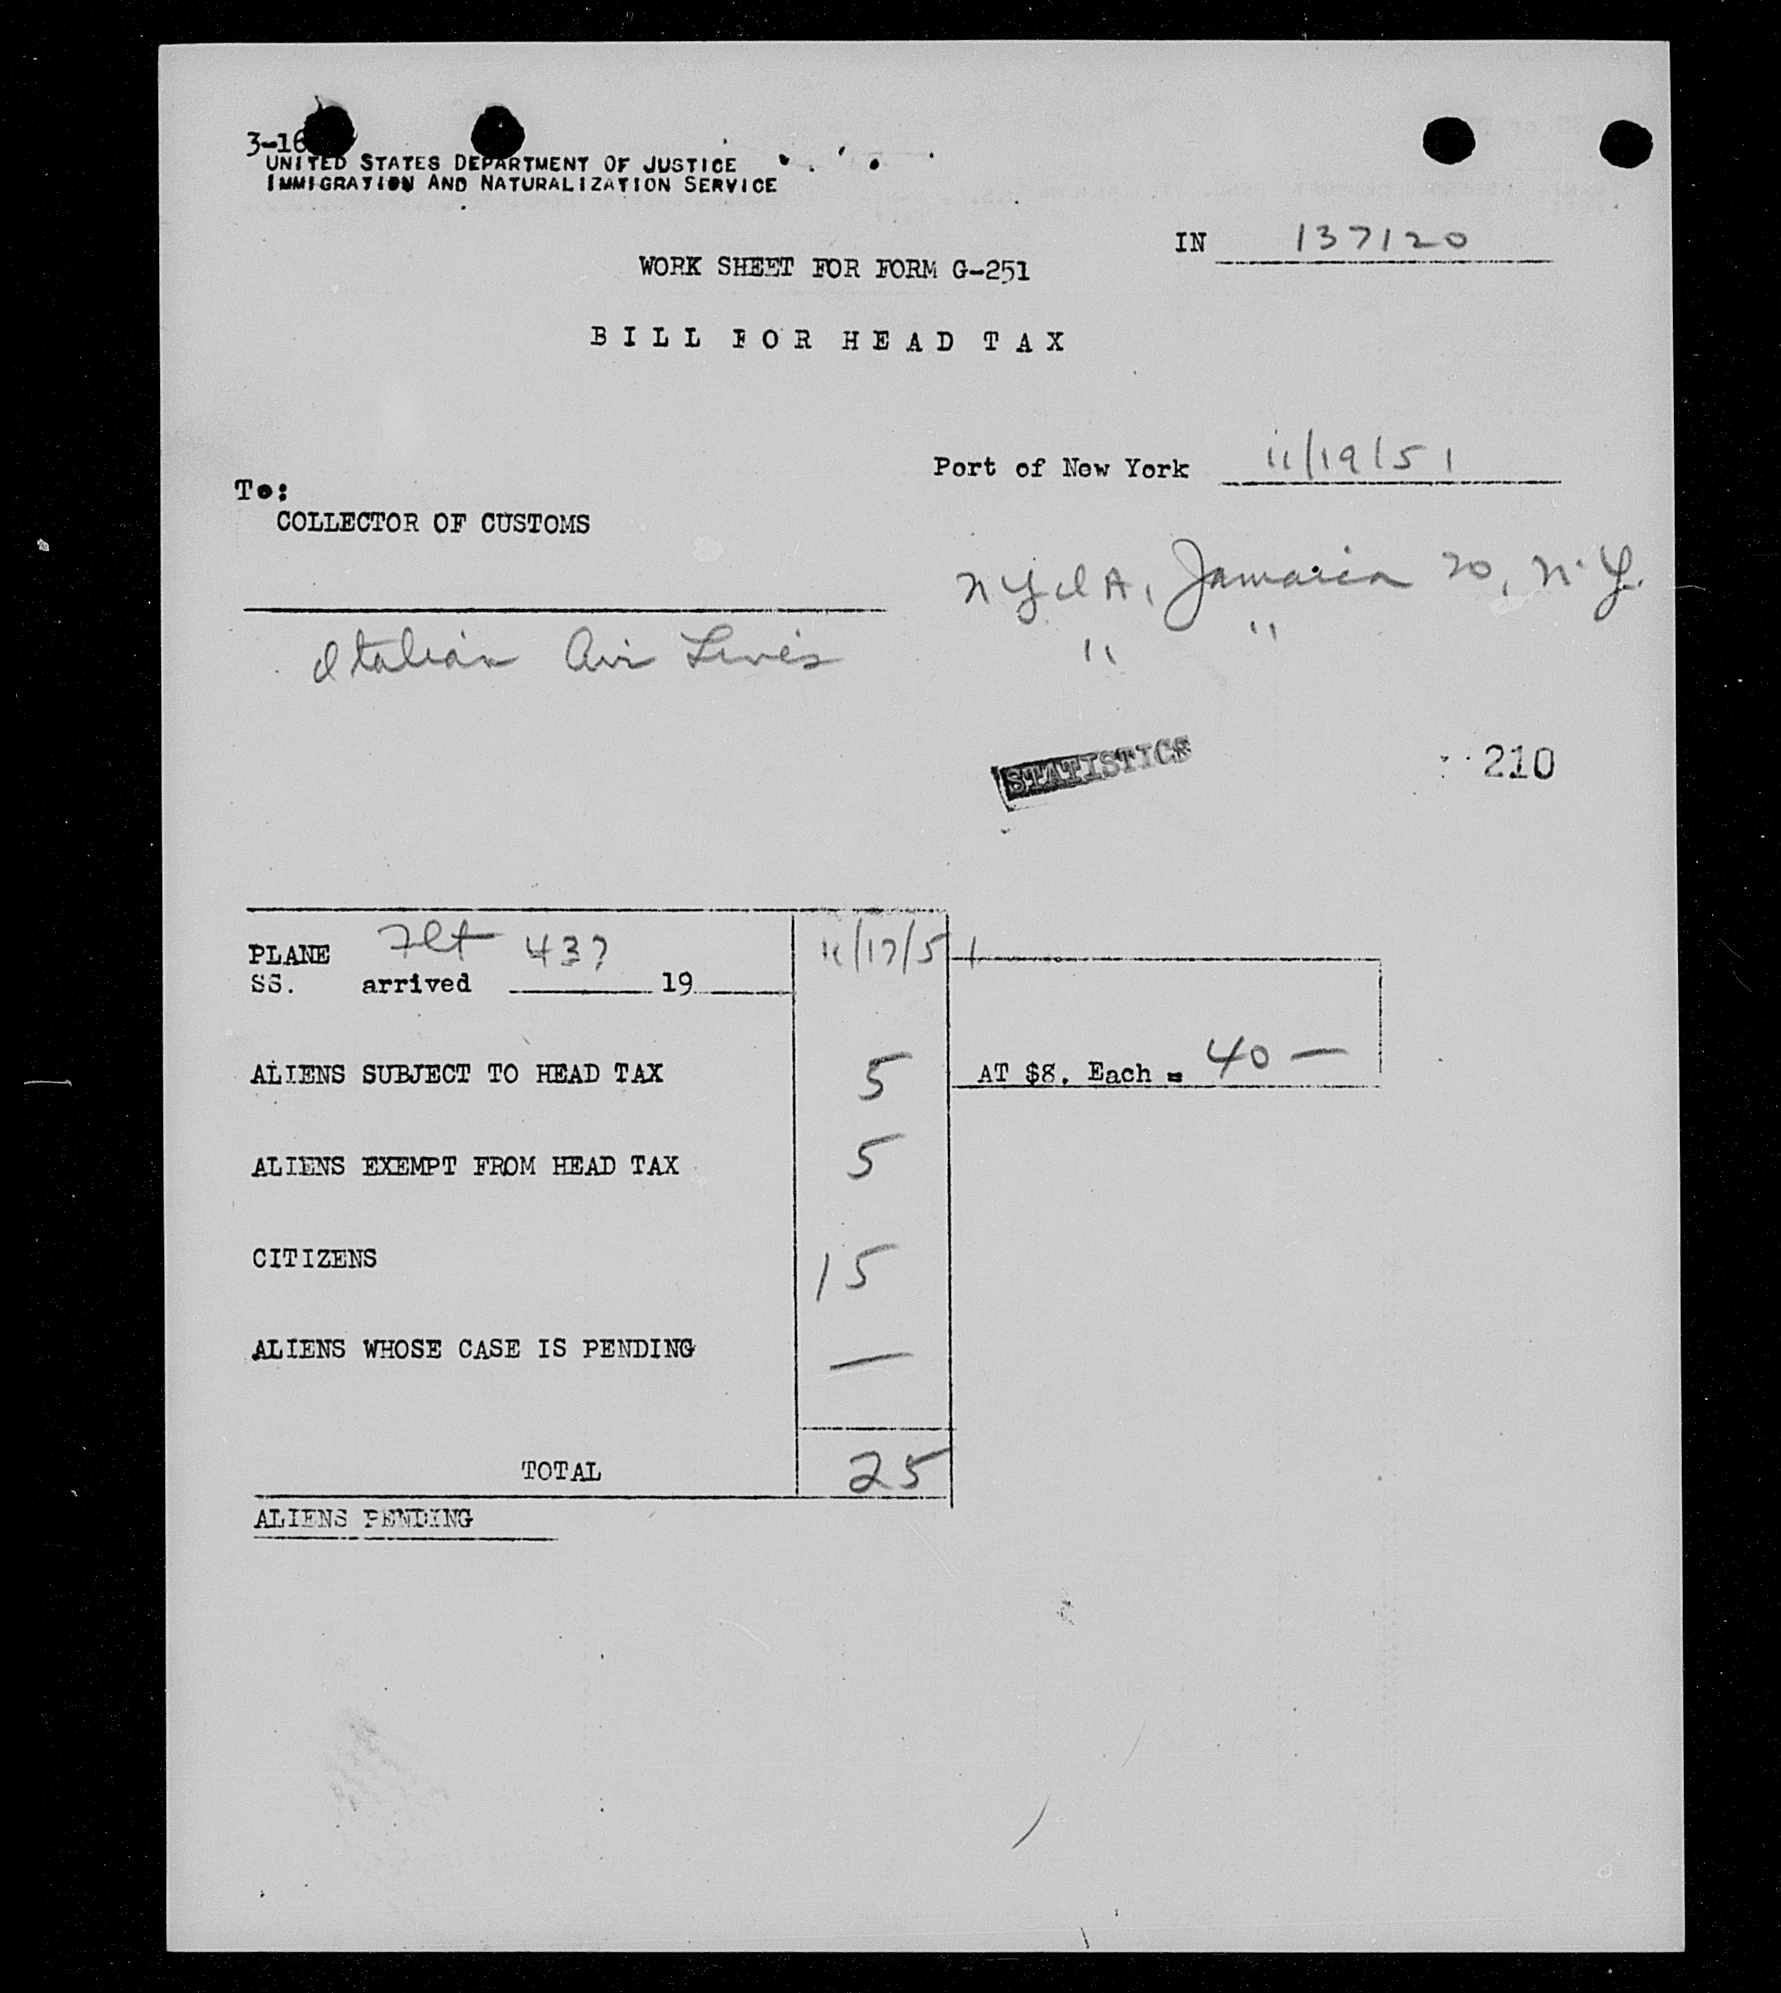 3-16
UNITED STATES DEPARTMENT OF JUSTICE
IMMIGRATION AND NATURALIZATION SERVICE
IN 137120
WORK SHEET FOR FORM G-251
BILL FOR HEAD TAX
Port of New York 11/19/51
To:
COLLECTOR OF CUSTOMS
NYIA, Jamaica 20, N.Y.
Italian Air Lines " "
STATISTICS
210
PLANE Flt 437 11/17/51
SS. arrived 19
ALIENS SUBJECT TO HEAD TAX 5 AT $8. Each = 40 —
ALIENS EXEMPT FROM HEAD TAX 5
CITIZENS 15
ALIENS WHOSE CASE IS PENDING —
TOTAL 25
ALIENS PENDING